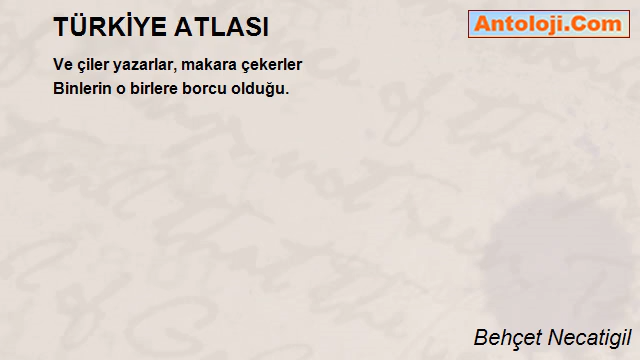 TÜRKİYE ATLASI
Antoloji.Com
Ve çiler yazarlar, makara çekerler
Binlerin o birlere borcu olduğu.
Behçet Necatigil